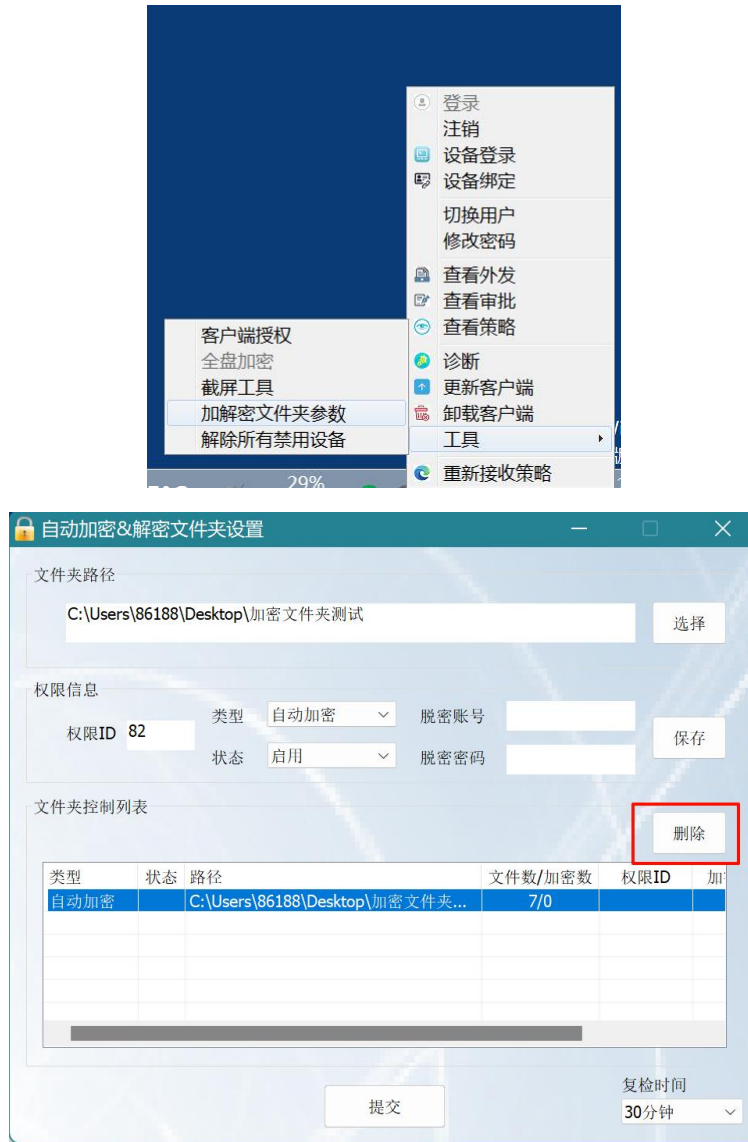 登录
注销
设备登录
设备绑定
切换用户
修改密码
查看外发
查看审批
查看策略
诊断
更新客户端
卸载客户端
工具
重新接收策略
客户端授权
全盘加密
截屏工具
加解密文件夹参数
解除所有禁用设备
29%
自动加密&解密文件夹设置
文件夹路径
C:\Users\86188\Desktop\加密文件夹测试
选择
权限信息
权限ID 82
类型 自动加密
脱密账号
状态 启用
脱密密码
保存
文件夹控制列表
删除
类型 状态 路径 文件数/加密数 权限ID 加
自动加密 C:\Users\86188\Desktop\加密文件夹... 7/0
提交
复检时间
30分钟